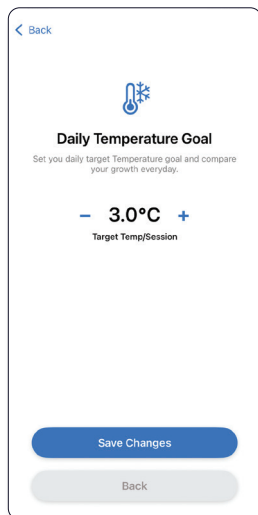 Back
Daily Temperature Goal
Set you daily target Temperature goal and compare
your growth everyday.
− 3.0°C +
Target Temp/Session
Save Changes
Back